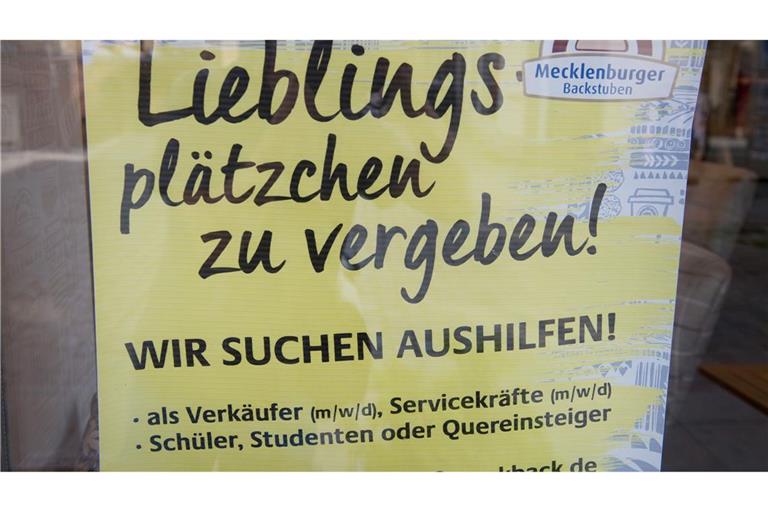 Lieblings-
plätzchen
zu vergeben!
Mecklenburger
Backstuben
WIR SUCHEN AUSHILFEN!
· als Verkäufer (m/w/d), Servicekräfte (m/w/d)
· Schüler, Studenten oder Quereinsteiger